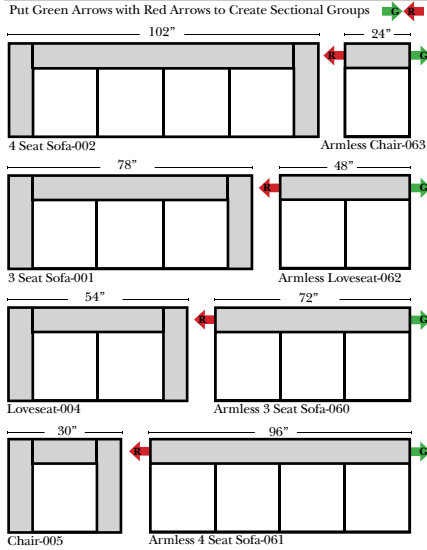 Put Green Arrows with Red Arrows to Create Sectional Groups G R
102” 24”
R G
4 Seat Sofa-002 Armless Chair-063
78” 48”
R G
3 Seat Sofa-001 Armless Loveseat-062
54” 72”
R G
Loveseat-004 Armless 3 Seat Sofa-060
30” 96”
R G
Chair-005 Armless 4 Seat Sofa-061